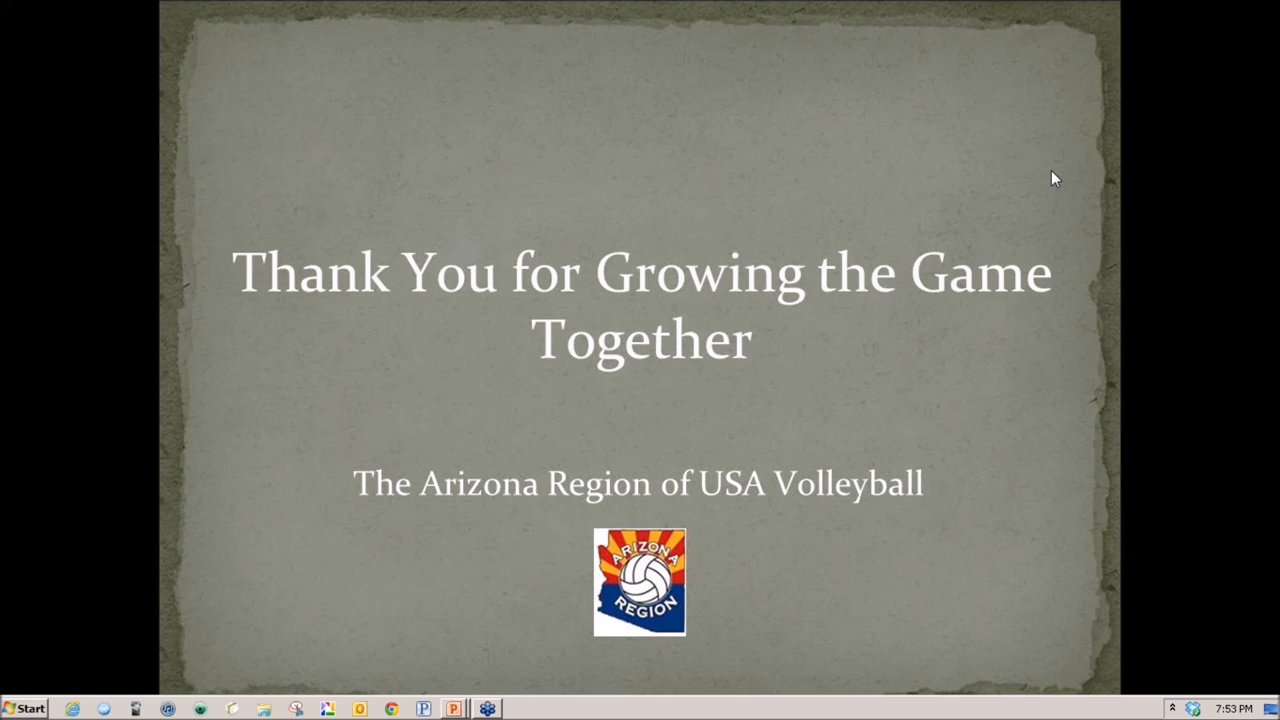 Thank You for Growing the Game
Together
The Arizona Region of USA Volleyball
ARIZONA
REGION
Start
7:53 PM